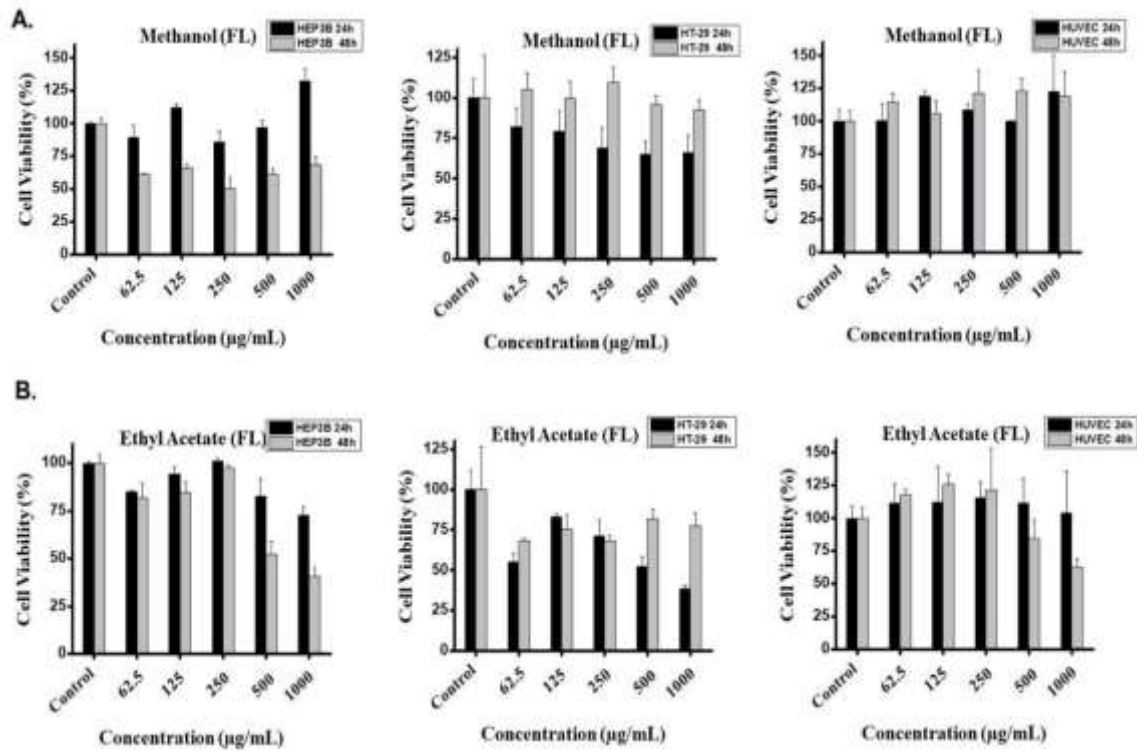 A.
Methanol (FL)
HEP3B 24h
HEP3B 48h
Cell Viability (%)
150
125
100
75
50
25
0
Control
62.5
125
250
500
1000
Concentration (µg/mL)
Methanol (FL)
HT-29 24h
HT-29 48h
Cell Viability (%)
125
100
75
50
25
0
Control
62.5
125
250
500
1000
Concentration (µg/mL)
Methanol (FL)
HUVEC 24h
HUVEC 48h
Cell Viability (%)
150
125
100
75
50
25
0
Control
62.5
125
250
500
1000
Concentration (µg/mL)
B.
Ethyl Acetate (FL)
HEP3B 24h
HEP3B 48h
Cell Viability (%)
100
75
50
25
0
Control
62.5
125
250
500
1000
Concentration (µg/mL)
Ethyl Acetate (FL)
HT-29 24h
HT-29 48h
Cell Viability (%)
125
100
75
50
25
0
Control
62.5
125
250
500
1000
Concentration (µg/mL)
Ethyl Acetate (FL)
HUVEC 24h
HUVEC 48h
Cell Viability (%)
150
125
100
75
50
25
0
Control
62.5
125
250
500
1000
Concentration (µg/mL)